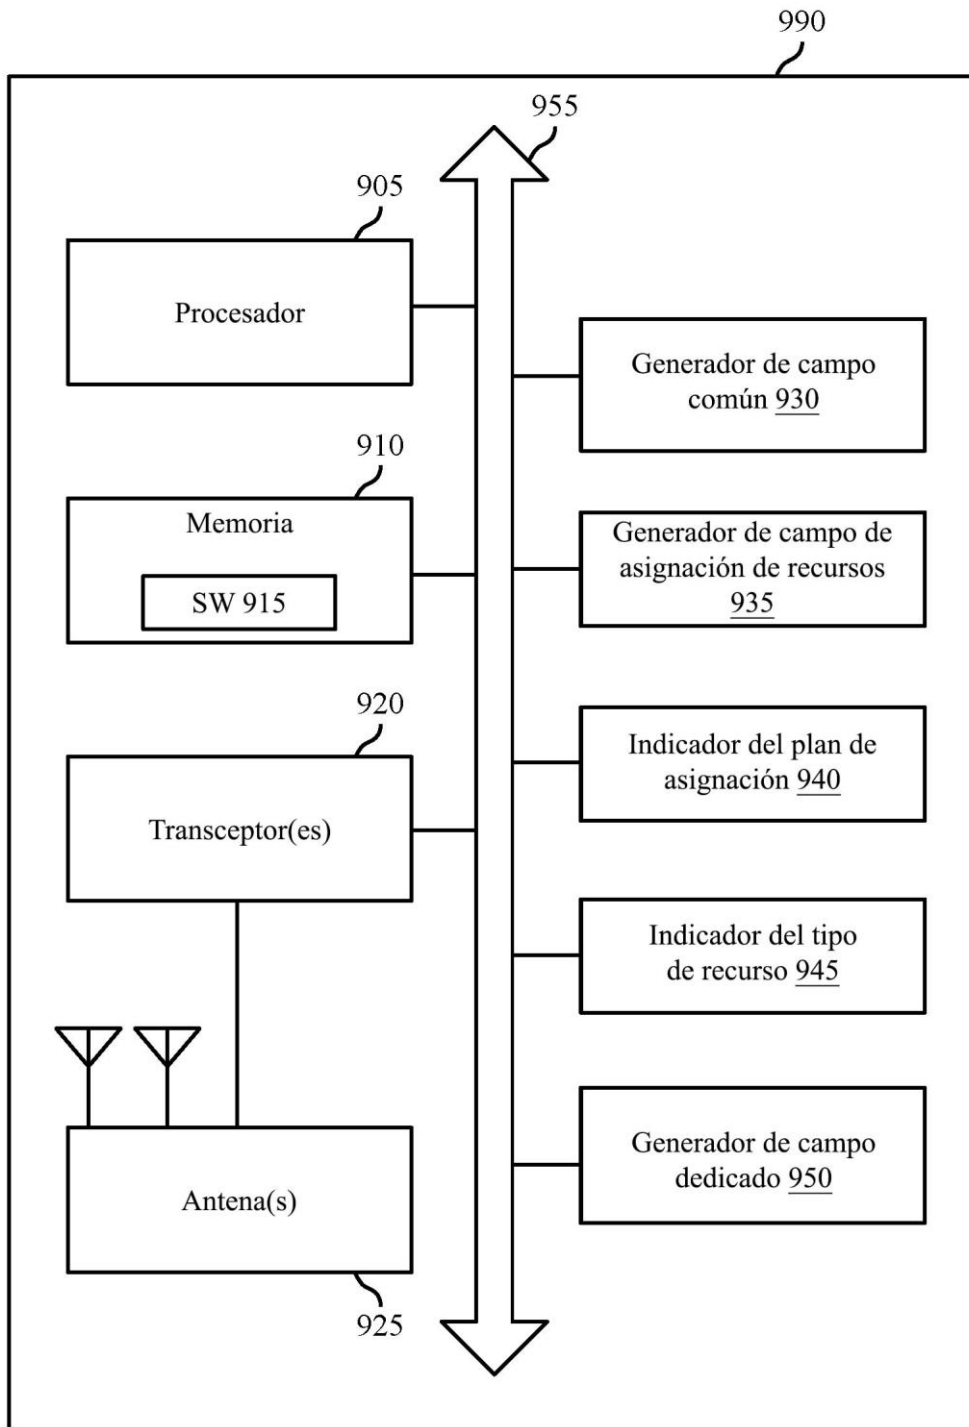 990
955
905
Procesador
Generador de campo
común 930
910
Memoria
SW 915
Generador de campo de
asignación de recursos
935
920
Transceptor(es)
Indicador del plan de
asignación 940
Indicador del tipo
de recurso 945
Generador de campo
dedicado 950
Antena(s)
925